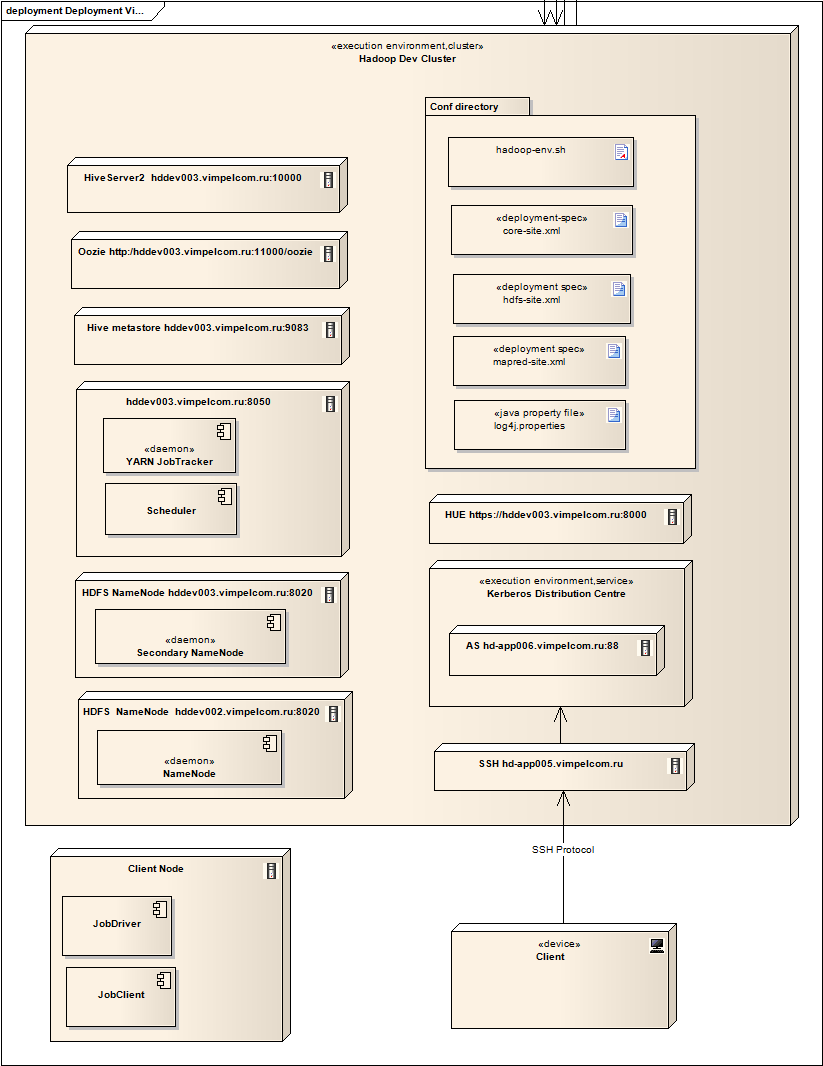 deployment Deployment Vi...
«execution environment,cluster»
Hadoop Dev Cluster
HiveServer2 hddev003.vimpelcom.ru:10000
Oozie http:/hddev003.vimpelcom.ru:11000/oozie
Hive metastore hddev003.vimpelcom.ru:9083
hddev003.vimpelcom.ru:8050
«daemon»
YARN JobTracker
Scheduler
HDFS NameNode hddev003.vimpelcom.ru:8020
«daemon»
Secondary NameNode
HDFS NameNode hddev002.vimpelcom.ru:8020
«daemon»
NameNode
Conf directory
hadoop-env.sh
«deployment-spec»
core-site.xml
«deployment spec»
hdfs-site.xml
«deployment spec»
mapred-site.xml
«java property file»
log4j.properties
HUE https://hddev003.vimpelcom.ru:8000
«execution environment,service»
Kerberos Distribution Centre
AS hd-app006.vimpelcom.ru:88
SSH hd-app005.vimpelcom.ru
SSH Protocol
Client Node
JobDriver
JobClient
«device»
Client